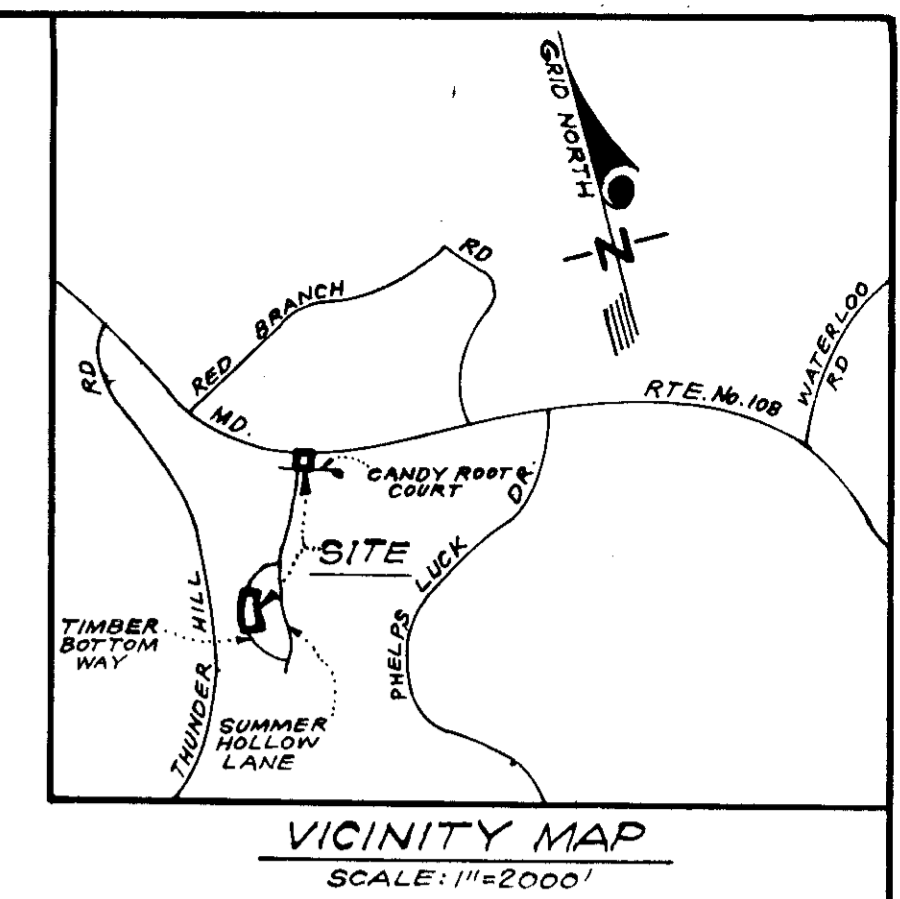 GRID NORTH
N
RED BRANCH RD
WATERLOO
RD
RD
MD.
RTE. No. 108
CANDY ROOT
COURT
PHELPS LUCK DR.
SITE
THUNDER HILL
TIMBER
BOTTOM
WAY
SUMMER
HOLLOW
LANE
VICINITY MAP
SCALE: 1"=2000'